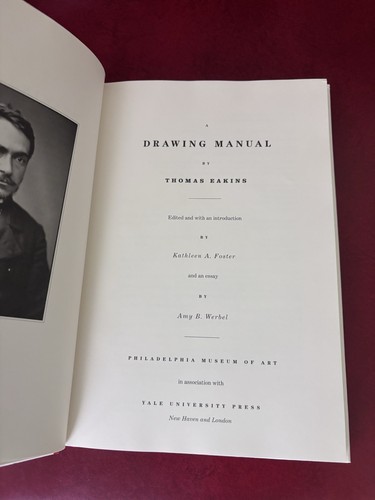 A
DRAWING MANUAL
BY
THOMAS EAKINS
Edited and with an introduction
BY
Kathleen A. Foster
and an essay
BY
Amy B. Werbel
PHILADELPHIA MUSEUM OF ART
in association with
YALE UNIVERSITY PRESS
New Haven and London